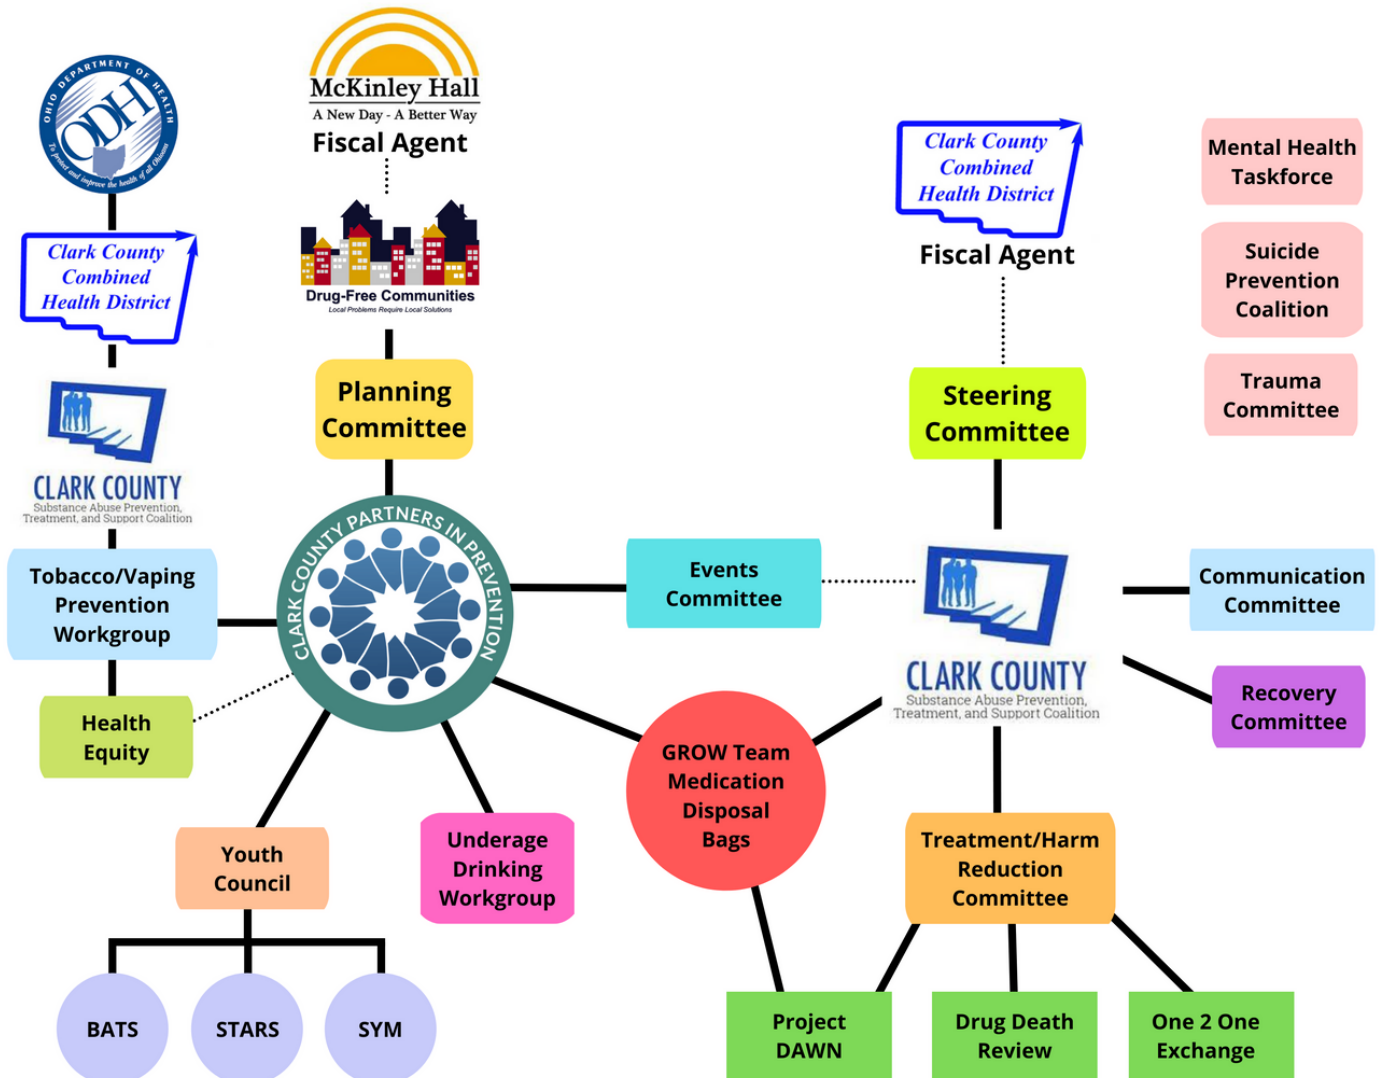 OHIO DEPARTMENT OF HEALTH
ODH
To protect and improve the health of all Ohioans
McKinley Hall
A New Day - A Better Way
Fiscal Agent
Drug-Free Communities
Local Problems Require Local Solutions
Clark County
Combined
Health District
Fiscal Agent
Mental Health
Taskforce
Suicide
Prevention
Coalition
Trauma
Committee
Clark County
Combined
Health District
CLARK COUNTY
Substance Abuse Prevention,
Treatment, and Support Coalition
Planning
Committee
Steering
Committee
Tobacco/Vaping
Prevention
Workgroup
CLARK COUNTY PARTNERS IN PREVENTION
Events
Committee
CLARK COUNTY
Substance Abuse Prevention,
Treatment, and Support Coalition
Communication
Committee
Recovery
Committee
Health
Equity
GROW Team
Medication
Disposal
Bags
Youth
Council
Underage
Drinking
Workgroup
Treatment/Harm
Reduction
Committee
BATS
STARS
SYM
Project
DAWN
Drug Death
Review
One 2 One
Exchange